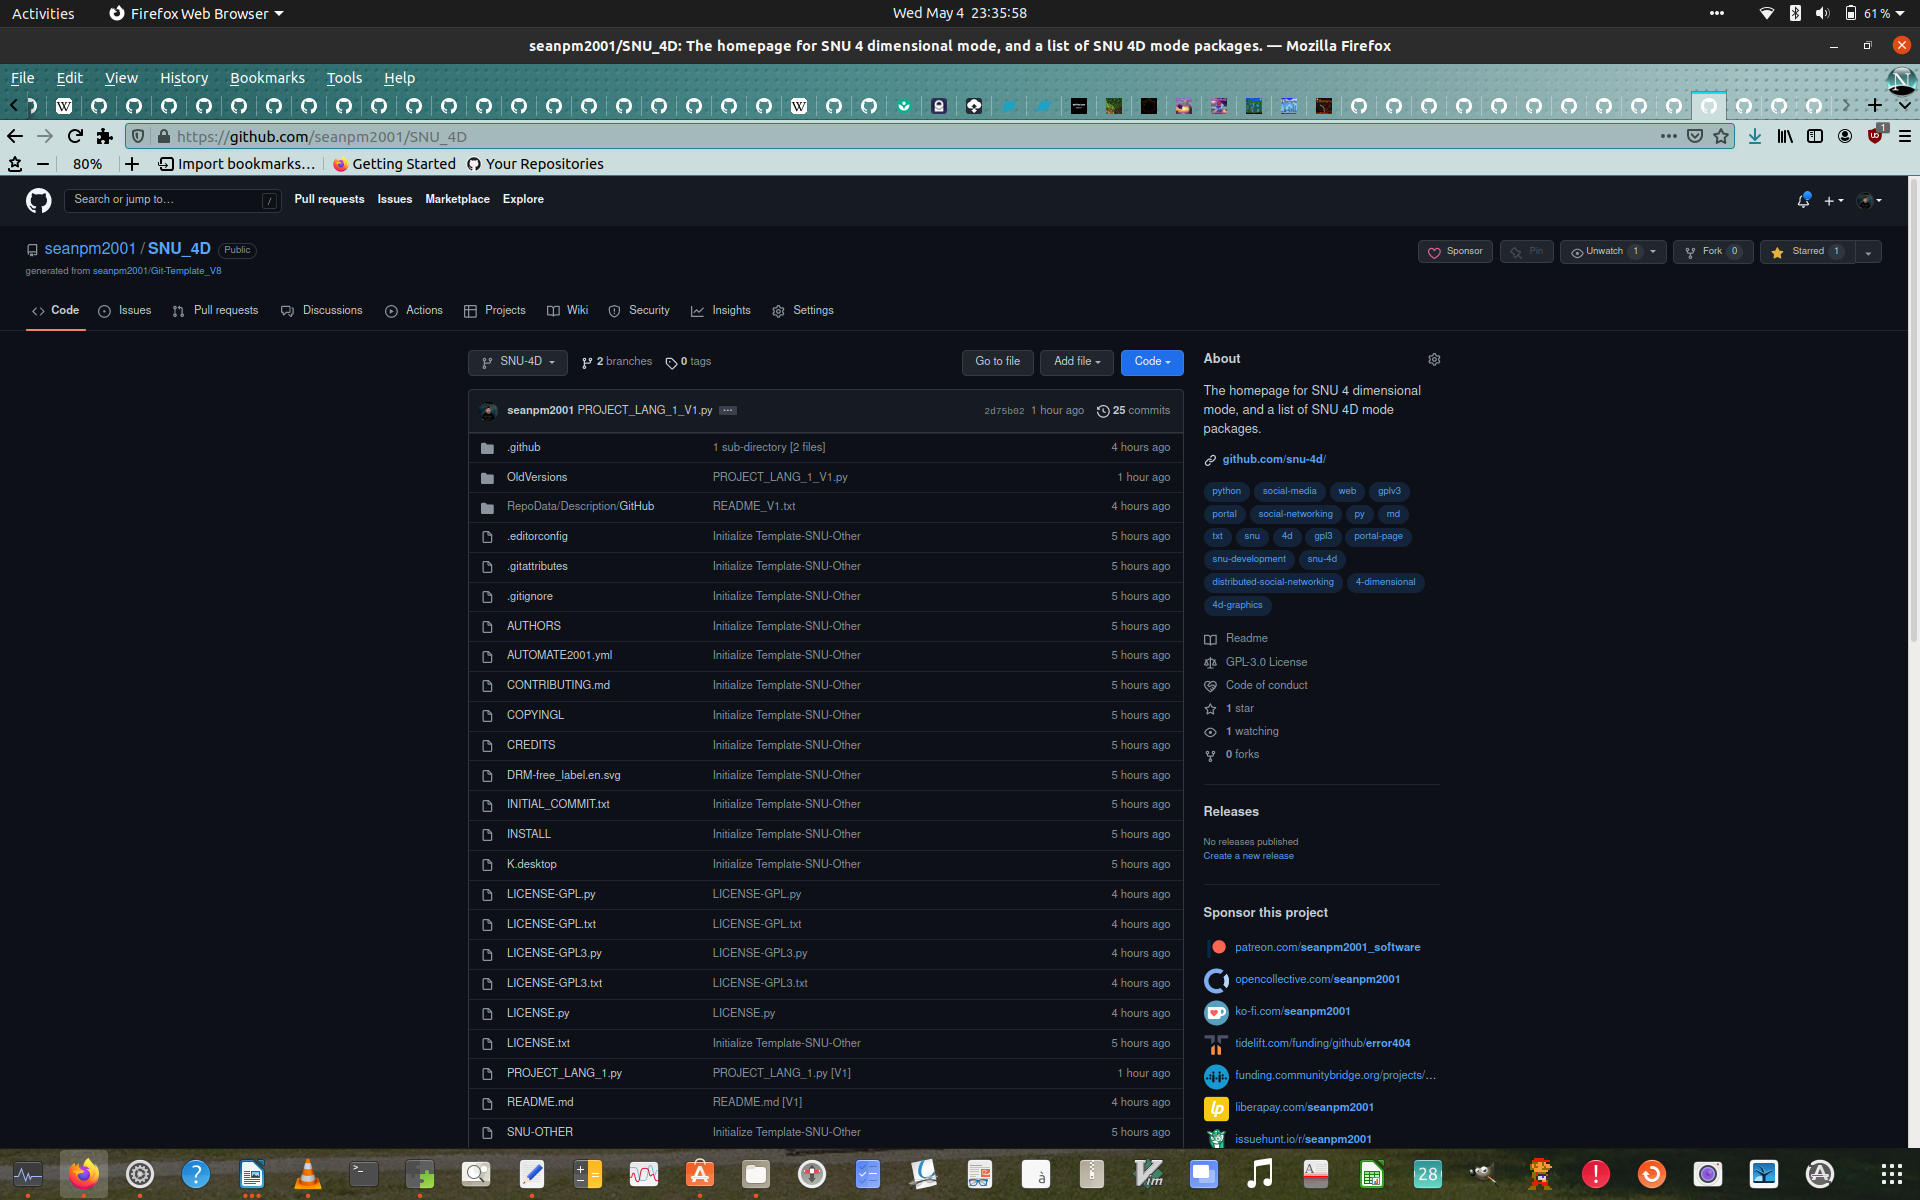 Activities
Firefox Web Browser
Wed May 4 23:35:58
61 %
seanpm2001/SNU_4D: The homepage for SNU 4 dimensional mode, and a list of SNU 4D mode packages. — Mozilla Firefox
File Edit View History Bookmarks Tools Help
https://github.com/seanpm2001/SNU_4D
1
80% Import bookmarks... Getting Started Your Repositories
Search or jump to... / Pull requests Issues Marketplace Explore
seanpm2001 / SNU_4D Public
Sponsor Pin Unwatch 1 Fork 0 Starred 1
generated from seanpm2001/Git-Template_V8
Code Issues Pull requests Discussions Actions Projects Wiki Security Insights Settings
SNU-4D 2 branches 0 tags Go to file Add file Code
seanpm2001 PROJECT_LANG_1_V1.py ... 2d75b02 1 hour ago 25 commits
.github 1 sub-directory [2 files] 4 hours ago
OldVersions PROJECT_LANG_1_V1.py 1 hour ago
RepoData/Description/GitHub README_V1.txt 4 hours ago
.editorconfig Initialize Template-SNU-Other 5 hours ago
.gitattributes Initialize Template-SNU-Other 5 hours ago
.gitignore Initialize Template-SNU-Other 5 hours ago
AUTHORS Initialize Template-SNU-Other 5 hours ago
AUTOMATE2001.yml Initialize Template-SNU-Other 5 hours ago
CONTRIBUTING.md Initialize Template-SNU-Other 5 hours ago
COPYINGL Initialize Template-SNU-Other 5 hours ago
CREDITS Initialize Template-SNU-Other 5 hours ago
DRM-free_label.en.svg Initialize Template-SNU-Other 5 hours ago
INITIAL_COMMIT.txt Initialize Template-SNU-Other 5 hours ago
INSTALL Initialize Template-SNU-Other 5 hours ago
K.desktop Initialize Template-SNU-Other 5 hours ago
LICENSE-GPL.py LICENSE-GPL.py 4 hours ago
LICENSE-GPL.txt LICENSE-GPL.txt 4 hours ago
LICENSE-GPL3.py LICENSE-GPL3.py 4 hours ago
LICENSE-GPL3.txt LICENSE-GPL3.txt 4 hours ago
LICENSE.py LICENSE.py 4 hours ago
LICENSE.txt Initialize Template-SNU-Other 5 hours ago
PROJECT_LANG_1.py PROJECT_LANG_1.py [V1] 1 hour ago
README.md README.md [V1] 4 hours ago
SNU-OTHER Initialize Template-SNU-Other 5 hours ago
About
The homepage for SNU 4 dimensional
mode, and a list of SNU 4D mode
packages.
github.com/snu-4d/
python social-media web gplv3
portal social-networking py md
txt snu 4d gpl3 portal-page
snu-development snu-4d
distributed-social-networking 4-dimensional
4d-graphics
Readme
GPL-3.0 License
Code of conduct
1 star
1 watching
0 forks
Releases
No releases published
Create a new release
Sponsor this project
patreon.com/seanpm2001_software
opencollective.com/seanpm2001
ko-fi.com/seanpm2001
tidelift.com/funding/github/error404
funding.communitybridge.org/projects/...
liberapay.com/seanpm2001
issuehunt.io/r/seanpm2001
28